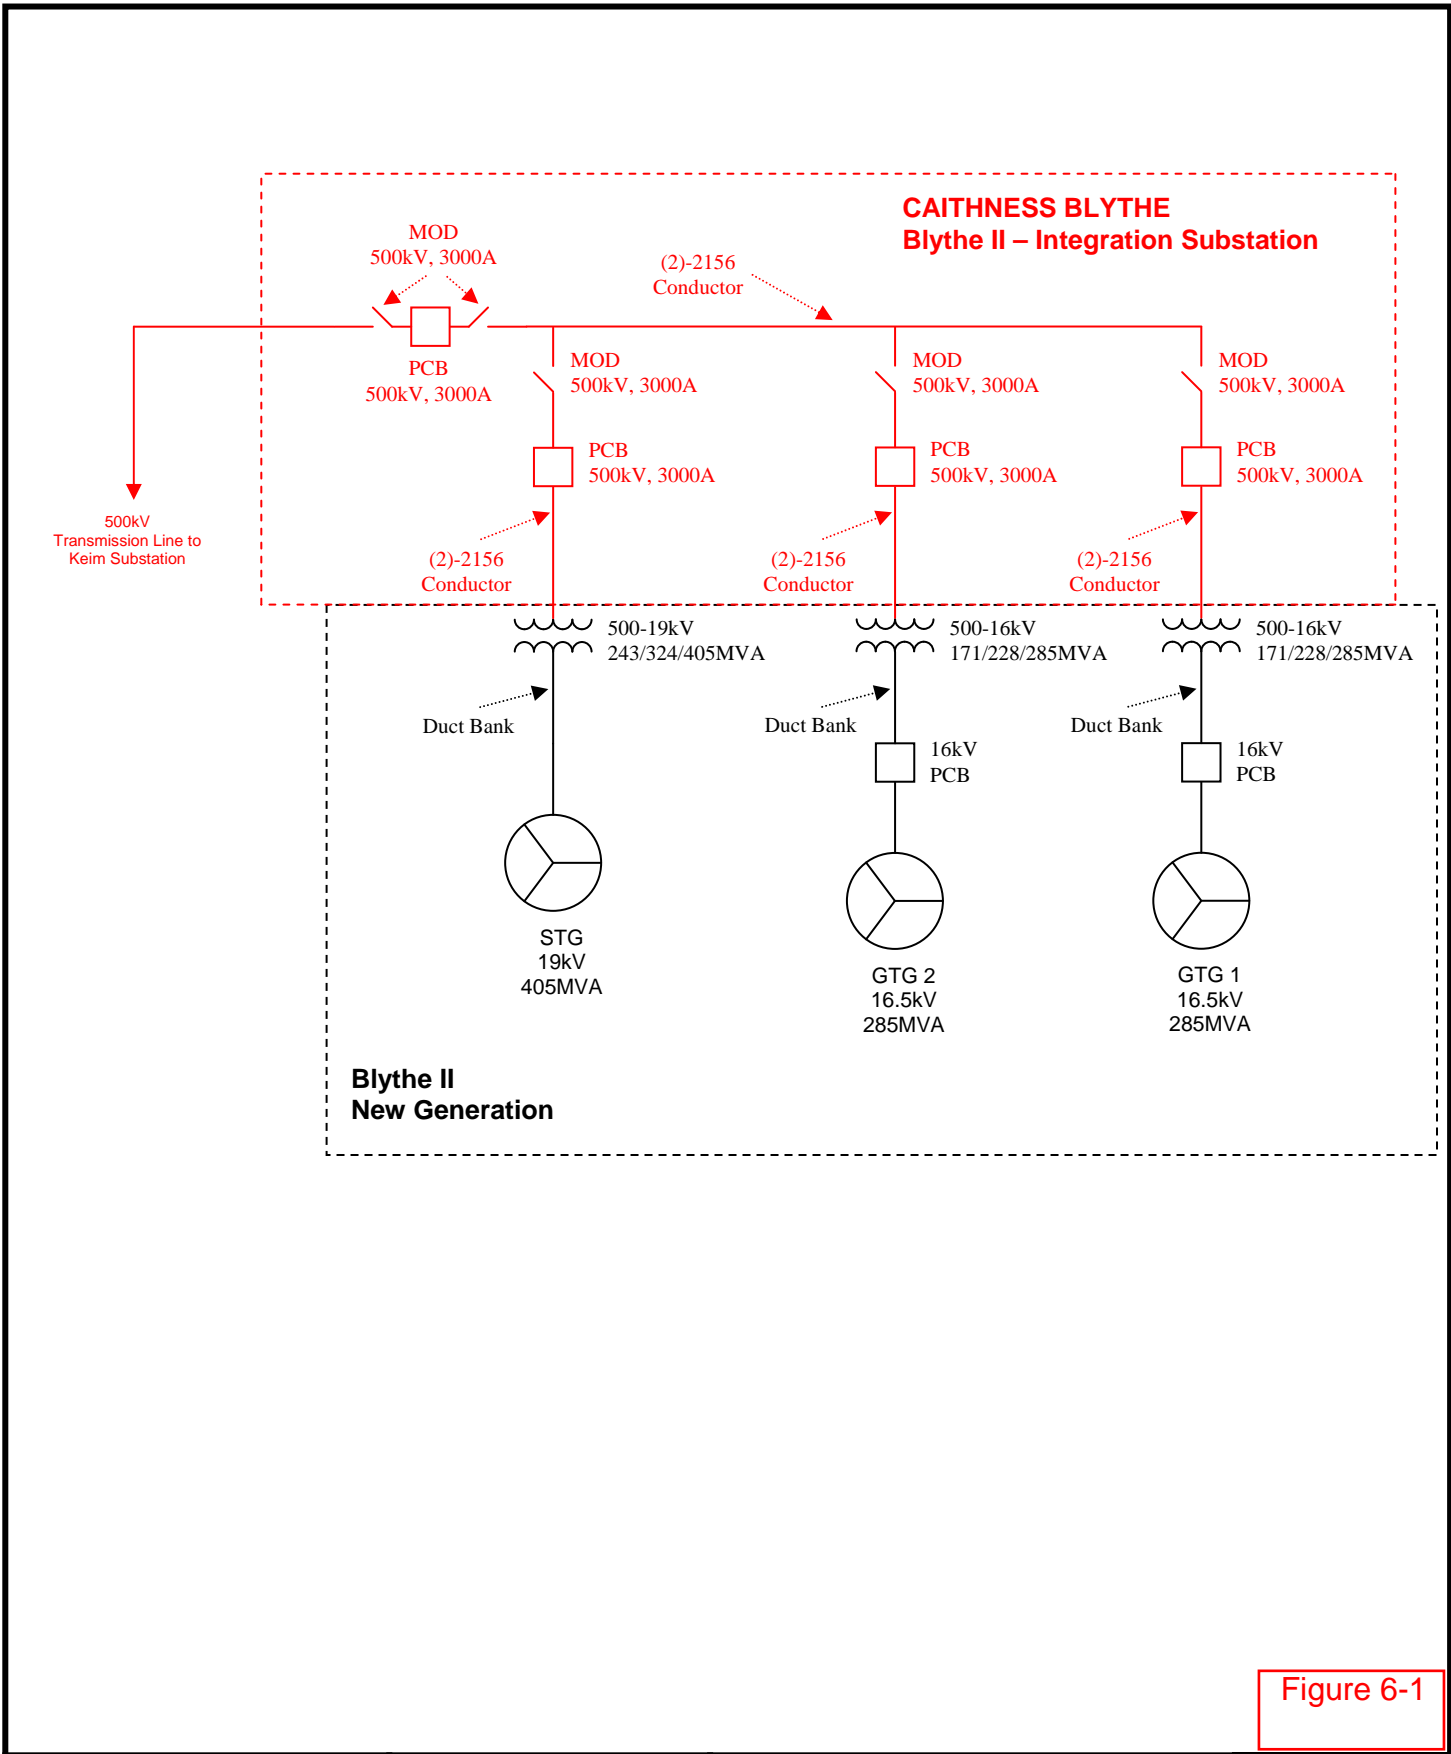 CAITHNESS BLYTHE
Blythe II – Integration Substation
MOD
500kV, 3000A
(2)-2156
Conductor
PCB
500kV, 3000A
MOD
500kV, 3000A
MOD
500kV, 3000A
MOD
500kV, 3000A
PCB
500kV, 3000A
PCB
500kV, 3000A
PCB
500kV, 3000A
500kV
Transmission Line to
Keim Substation
(2)-2156
Conductor
(2)-2156
Conductor
(2)-2156
Conductor
500-19kV
243/324/405MVA
500-16kV
171/228/285MVA
500-16kV
171/228/285MVA
Duct Bank
Duct Bank
Duct Bank
16kV
PCB
16kV
PCB
STG
19kV
405MVA
GTG 2
16.5kV
285MVA
GTG 1
16.5kV
285MVA
Blythe II
New Generation
Figure 6-1